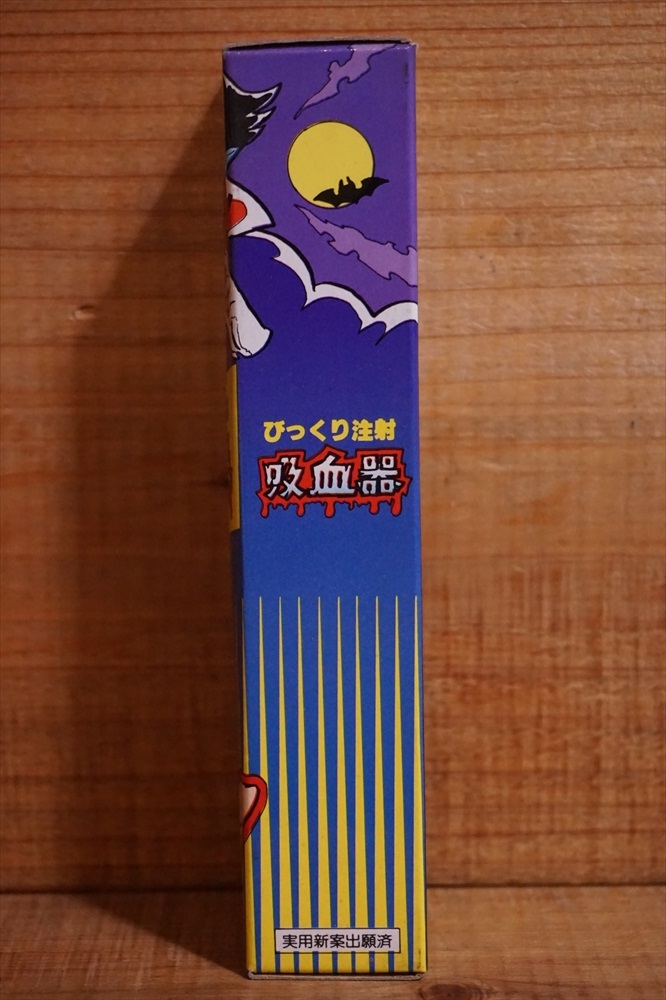 びっくり注射
吸血器
実用新案出願済